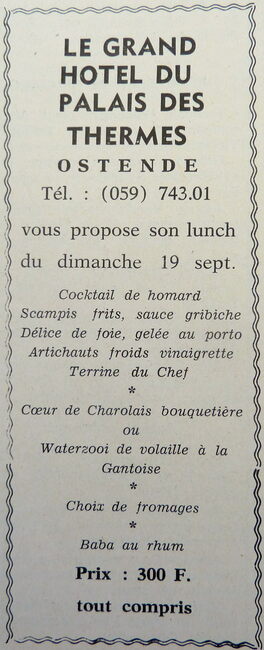 LE GRAND
HOTEL DU
PALAIS DES
THERMES
OSTENDE
Tél. : (059) 743.01
vous propose son lunch
du dimanche 19 sept.
Cocktail de homard
Scampis frits, sauce gribiche
Délice de foie, gelée au porto
Artichauts froids vinaigrette
Terrine du Chef
*
Cœur de Charolais bouquetière
ou
Waterzooi de volaille à la
Gantoise
*
Choix de fromages
*
Baba au rhum
Prix : 300 F.
tout compris